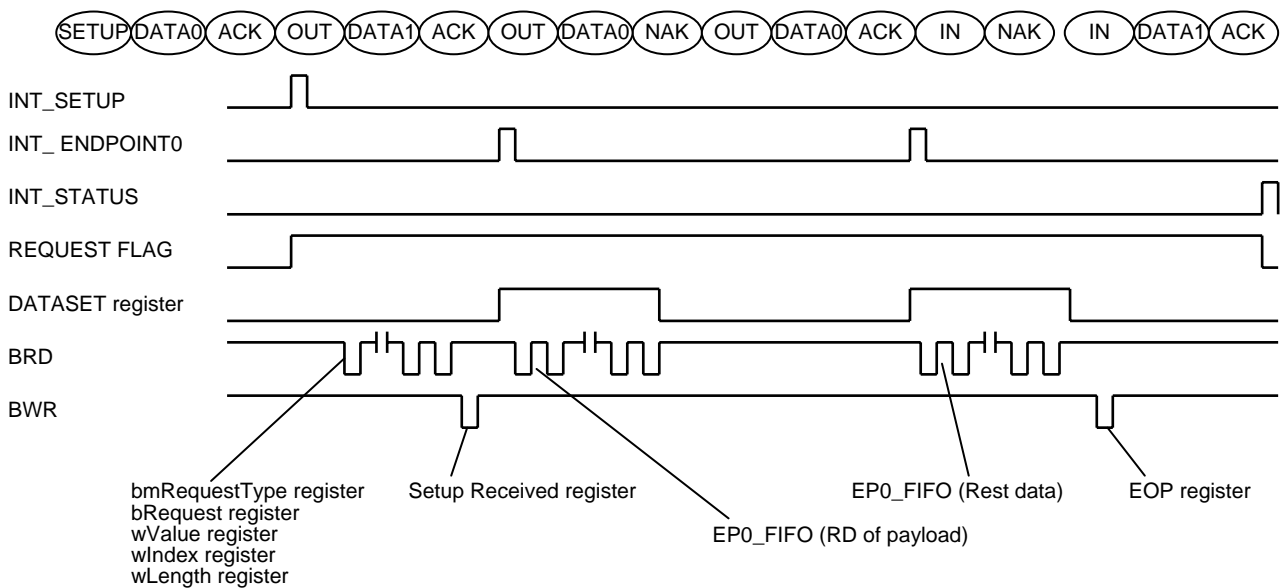 SETUP DATA0 ACK OUT DATA1 ACK OUT DATA0 NAK OUT DATA0 ACK IN NAK IN DATA1 ACK
INT_SETUP
INT_ ENDPOINT0
INT_STATUS
REQUEST FLAG
DATASET register
BRD
BWR
bmRequestType register
bRequest register
wValue register
wIndex register
wLength register
Setup Received register
EP0_FIFO (RD of payload)
EP0_FIFO (Rest data)
EOP register